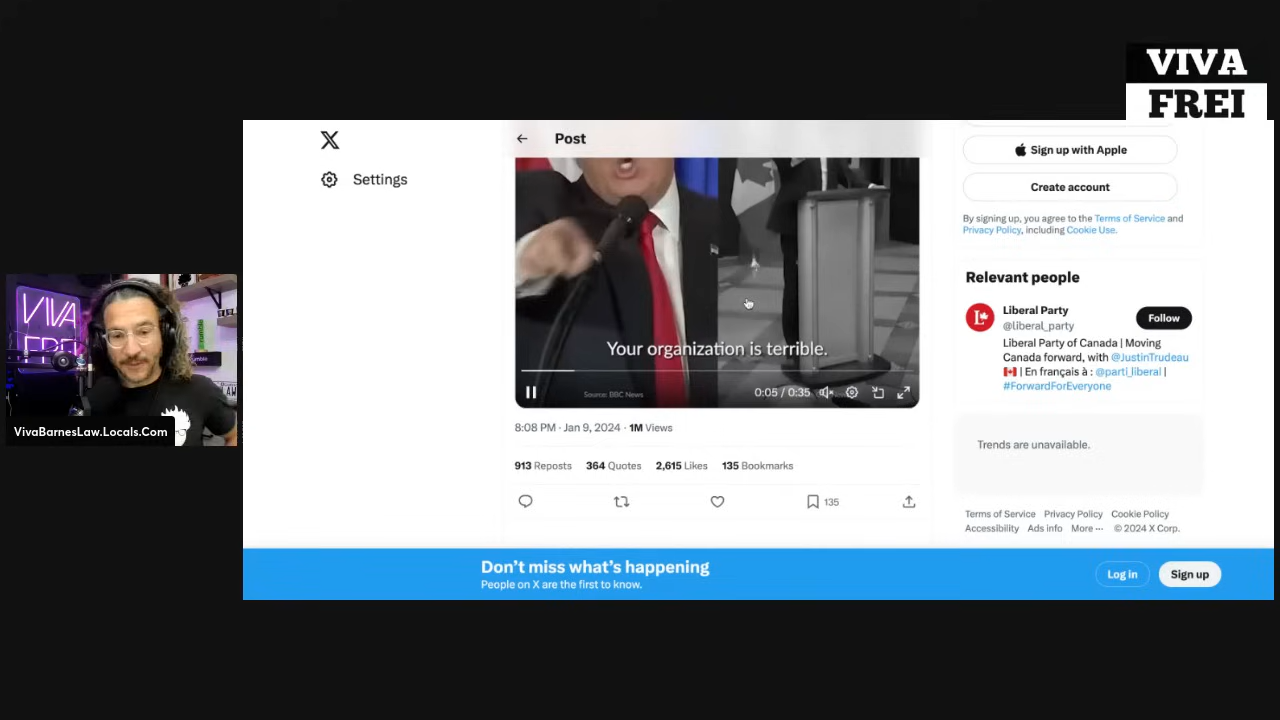 VIVA
FREI
Post
Settings
Sign up with Apple
Create account
By signing up, you agree to the Terms of Service and
Privacy Policy, including Cookie Use.
Relevant people
Liberal Party
@liberal_party
Follow
Liberal Party of Canada | Moving
Canada forward, with @JustinTrudeau
| En français à : @parti_liberal |
#ForwardForEveryone
VIVA
FREI
VivaBarnesLaw.Locals.Com
Your organization is terrible.
Source: BBC News
0:05 / 0:35
8:08 PM · Jan 9, 2024 · 1M Views
913 Reposts 364 Quotes 2,615 Likes 135 Bookmarks
135
Trends are unavailable.
Terms of Service Privacy Policy Cookie Policy
Accessibility Ads info More ··· © 2024 X Corp.
Don't miss what's happening
People on X are the first to know.
Log in
Sign up